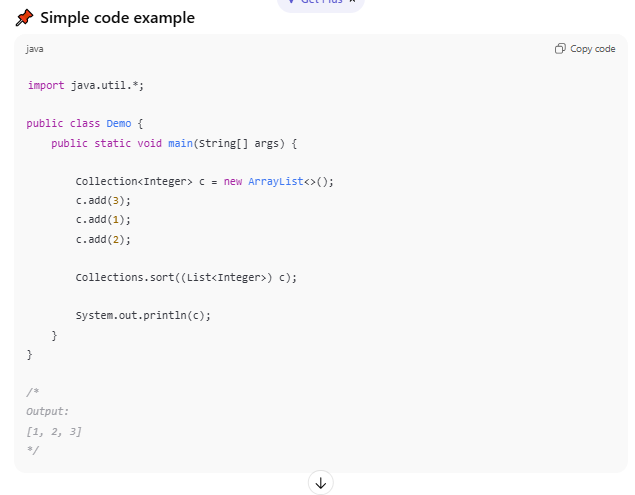 Get Plus
Simple code example
java
Copy code
import java.util.*;
public class Demo {
public static void main(String[] args) {
Collection<Integer> c = new ArrayList<>();
c.add(3);
c.add(1);
c.add(2);
Collections.sort((List<Integer>) c);
System.out.println(c);
}
}
/*
Output:
[1, 2, 3]
*/